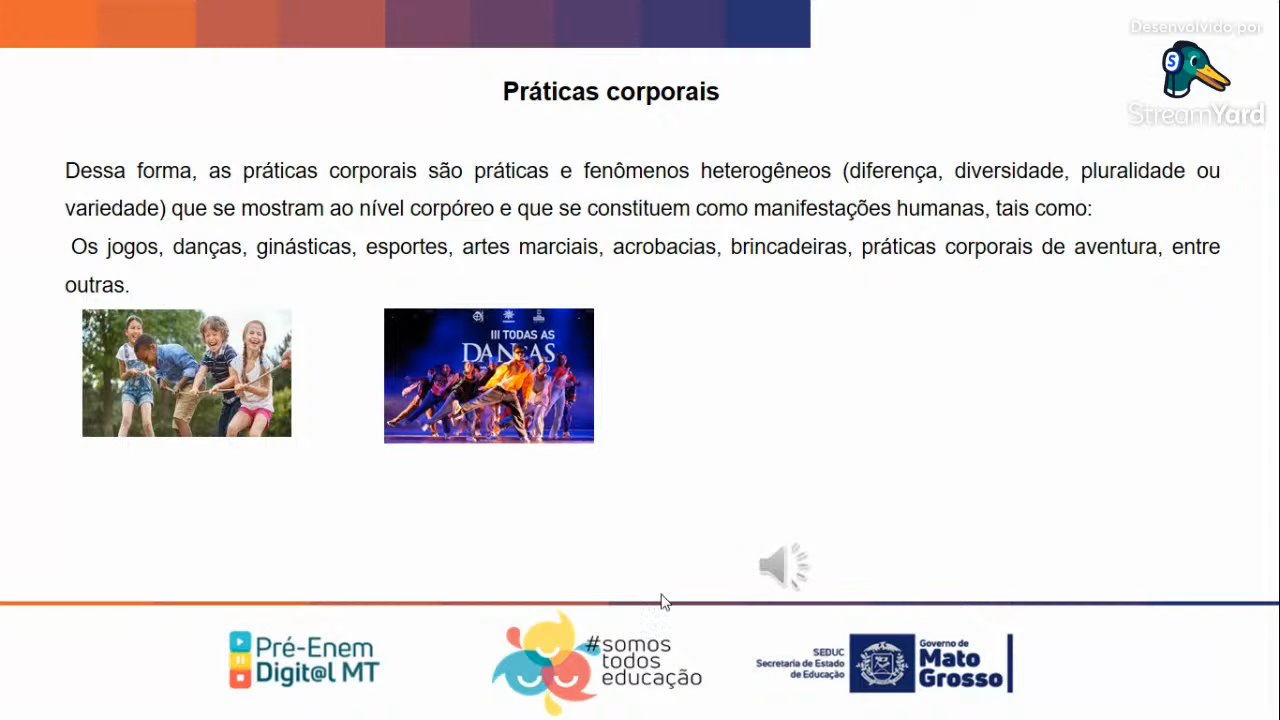 Desenvolvido por
S
StreamYard
Práticas corporais
Dessa forma, as práticas corporais são práticas e fenômenos heterogêneos (diferença, diversidade, pluralidade ou
variedade) que se mostram ao nível corpóreo e que se constituem como manifestações humanas, tais como:
Os jogos, danças, ginásticas, esportes, artes marciais, acrobacias, brincadeiras, práticas corporais de aventura, entre
outras.
III TODAS AS
DANÇAS
Pré-Enem
Digit@l MT
#somos
todos
educação
SEDUC
Secretaria de Estado
de Educação
Governo de
Mato
Grosso